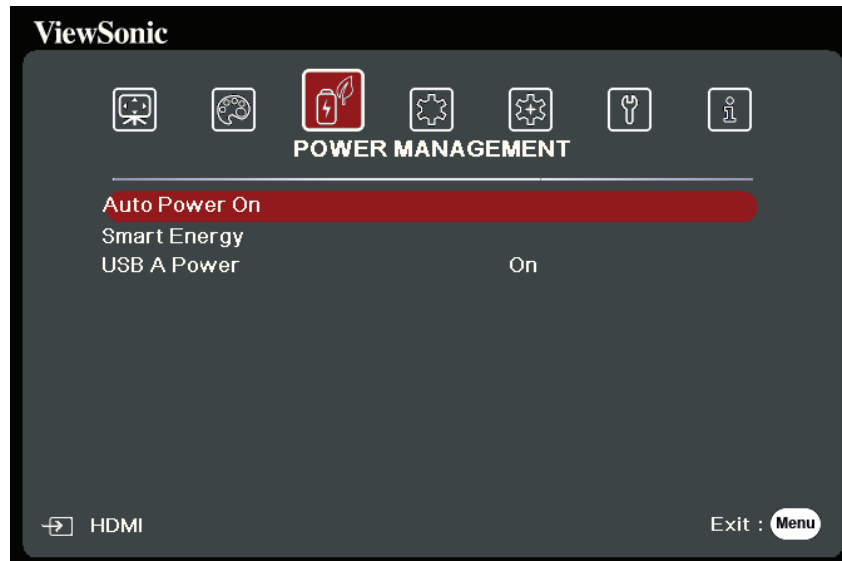 ViewSonic
POWER MANAGEMENT
Auto Power On
Smart Energy
USB A Power On
HDMI Exit : Menu